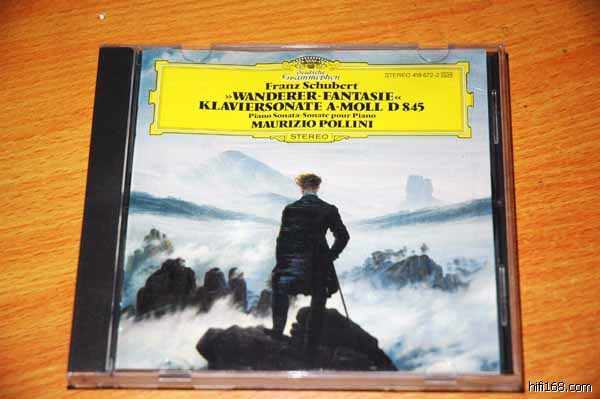 Deutsche
Grammophon
STEREO 419 672-2
Franz Schubert
»WANDERER-FANTASIE«
KLAVIERSONATE A-MOLL D 845
Piano Sonata · Sonate pour Piano
MAURIZIO POLLINI
STEREO
hifi168.com